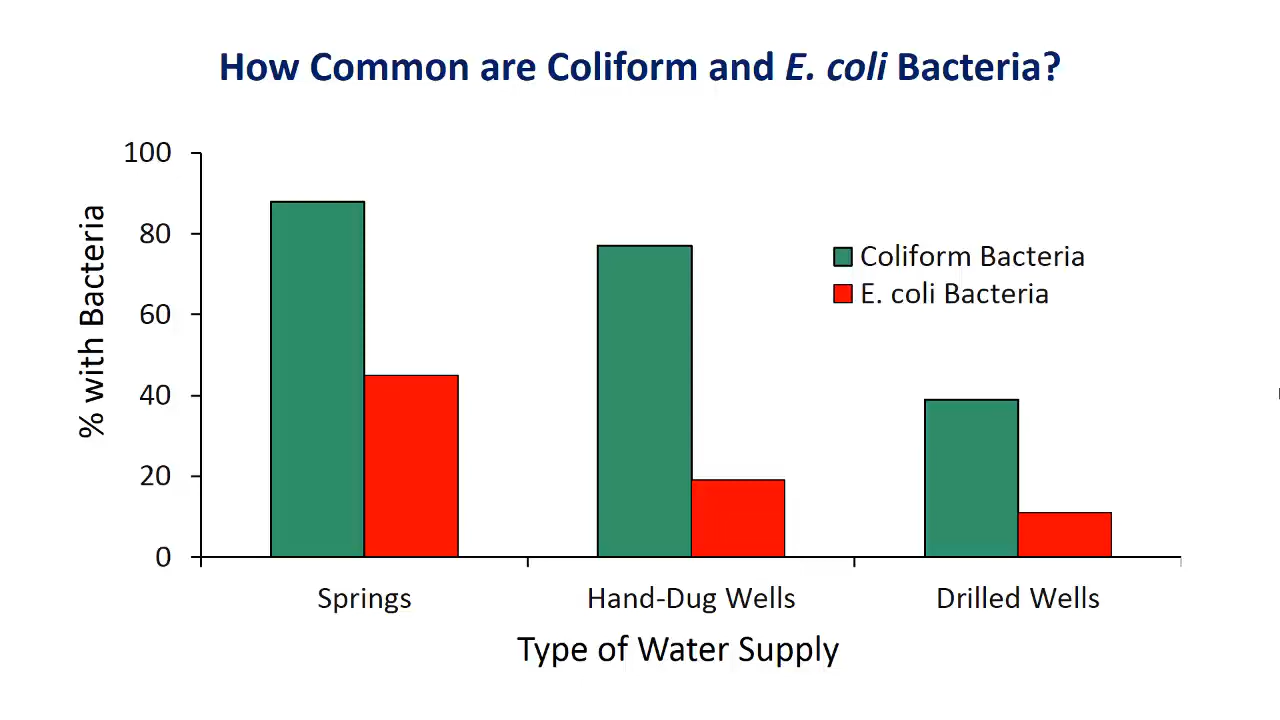 How Common are Coliform and E. coli Bacteria?
100
80
60
40
20
0
% with Bacteria
Coliform Bacteria
E. coli Bacteria
Springs
Hand-Dug Wells
Drilled Wells
Type of Water Supply